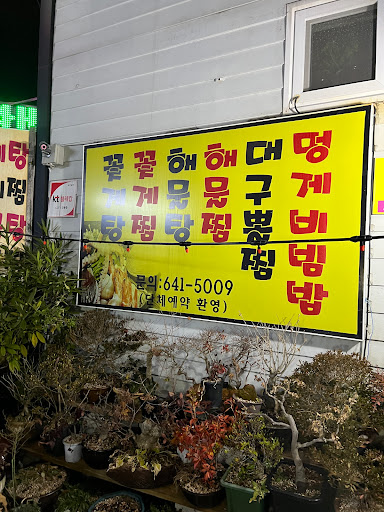 꽃게탕
꽃게찜
해물탕
해물찜
대구뽈찜
멍게비빔밥
문의:641-5009
(단체예약 환영)
kt